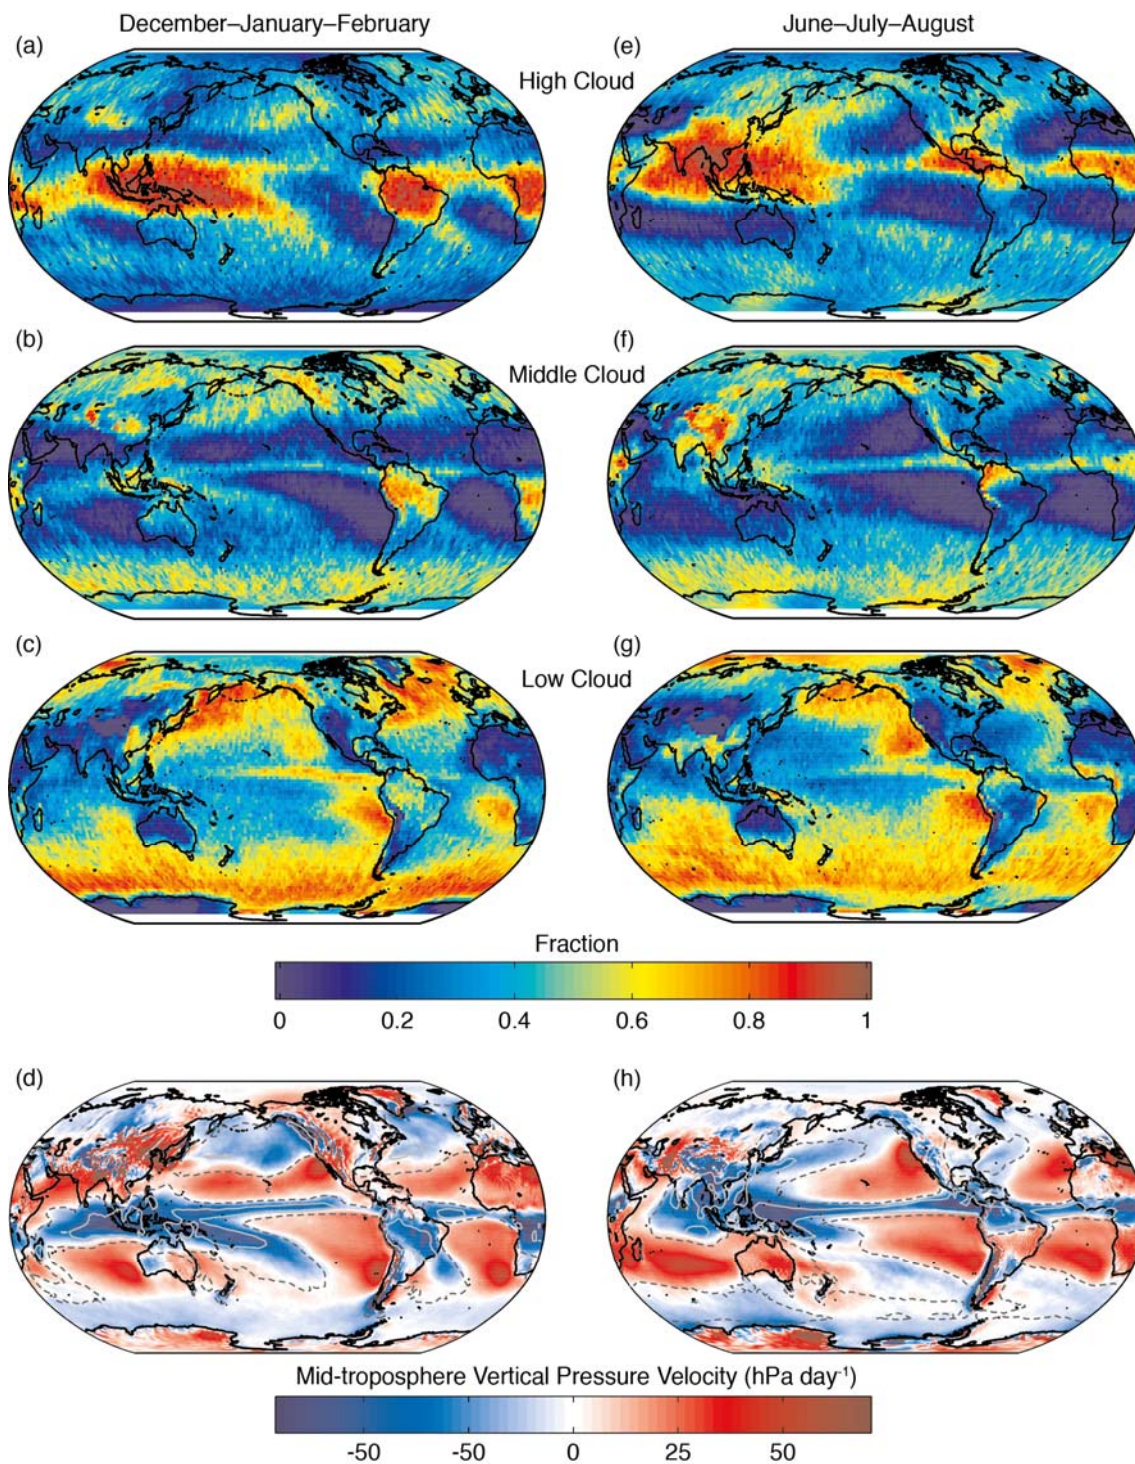 December–January–February
June–July–August
(a)
(e)
High Cloud
(b)
(f)
Middle Cloud
(c)
(g)
Low Cloud
Fraction
0 0.2 0.4 0.6 0.8 1
(d)
(h)
Mid-troposphere Vertical Pressure Velocity (hPa day⁻¹)
-50 -50 0 25 50